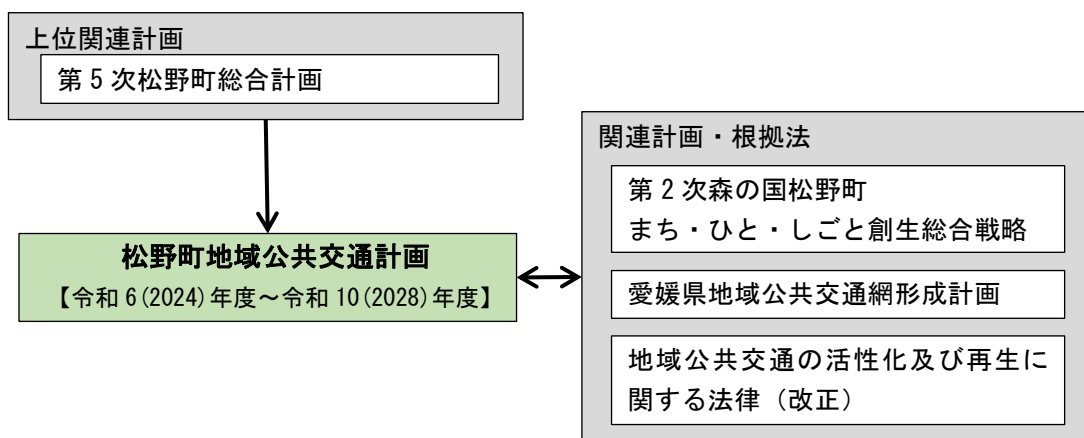 上位関連計画
第5次松野町総合計画
松野町地域公共交通計画
【令和6(2024)年度～令和10(2028)年度】
関連計画・根拠法
第2次森の国松野町
まち・ひと・しごと創生総合戦略
愛媛県地域公共交通網形成計画
地域公共交通の活性化及び再生に
関する法律（改正）